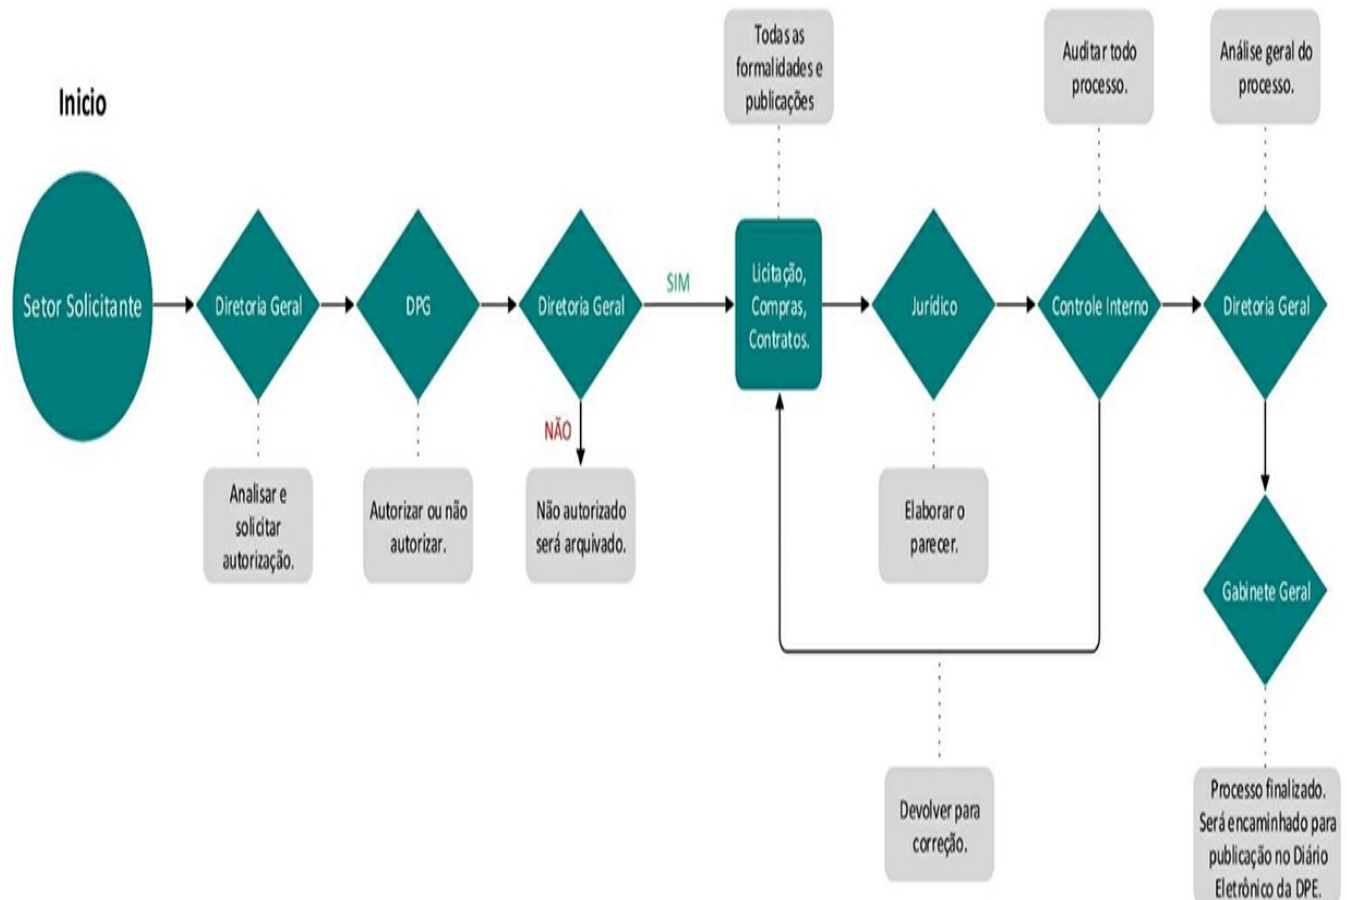 Todas as
formalidades e
publicações
Auditar todo
processo.
Análise geral do
processo.
Inicio
Setor Solicitante
Diretoria Geral
DPG
Diretoria Geral
SIM
Licitação,
Compras,
Contratos.
Jurídico
Controle Interno
Diretoria Geral
NÃO
Analisar e
solicitar
autorização.
Autorizar ou não
autorizar.
Não autorizado
será arquivado.
Elaborar o
parecer.
Gabinete Geral
Devolver para
correção.
Processo finalizado.
Será encaminhado para
publicação no Diário
Eletrônico da DPE.